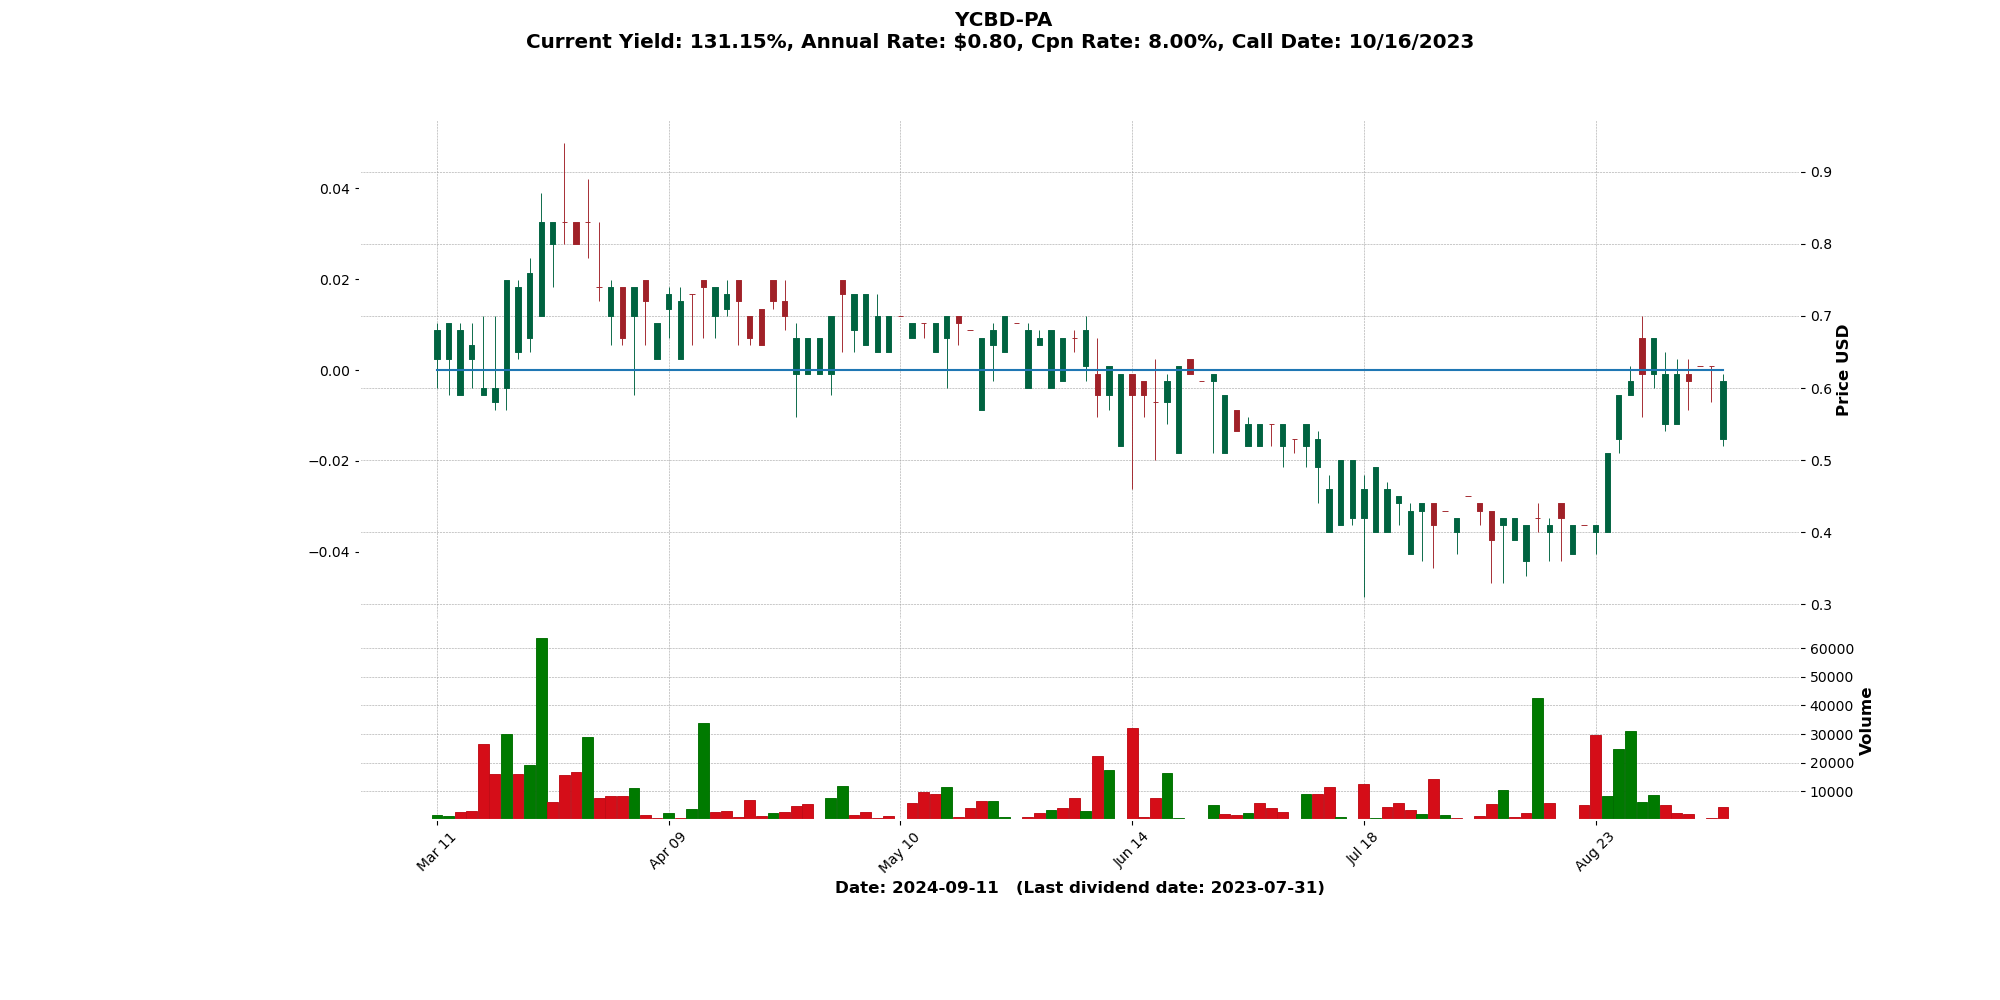 YCBD-PA
Current Yield: 131.15%, Annual Rate: $0.80, Cpn Rate: 8.00%, Call Date: 10/16/2023
0.04
0.02
0.00
−0.02
−0.04
0.9
0.8
0.7
0.6
0.5
0.4
0.3
Price USD
60000
50000
40000
30000
20000
10000
Volume
Mar 11
Apr 09
May 10
Jun 14
Jul 18
Aug 23
Date: 2024-09-11   (Last dividend date: 2023-07-31)